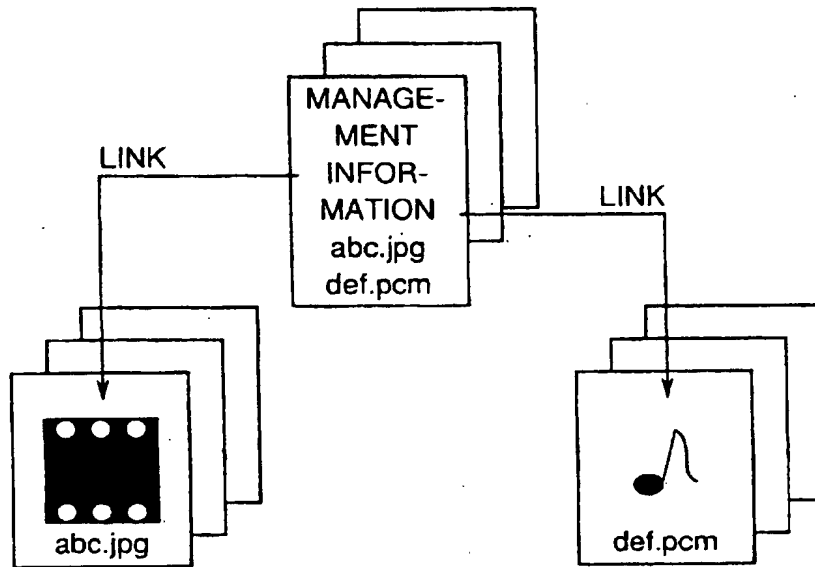 MANAGE-
MENT
INFOR-
MATION
abc.jpg
def.pcm
LINK
LINK
abc.jpg
def.pcm